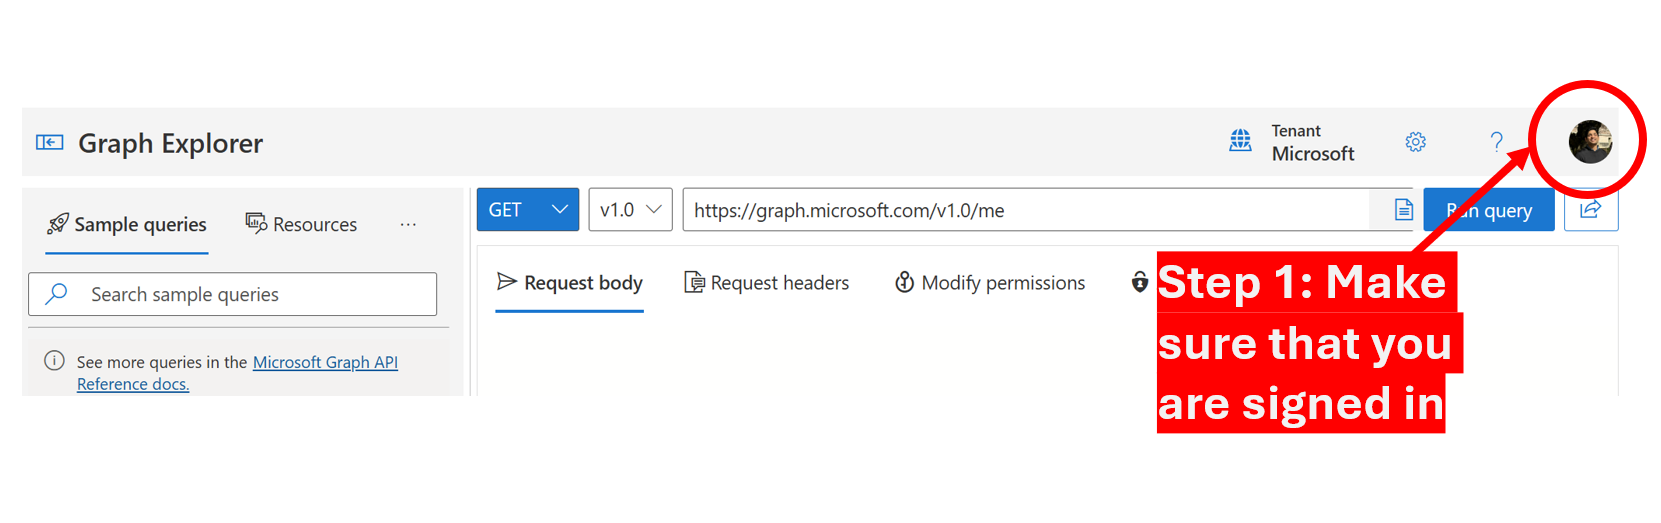 Graph Explorer
Tenant
Microsoft
?
Sample queries
Resources
...
GET
v1.0
https://graph.microsoft.com/v1.0/me
Run query
Search sample queries
Request body
Request headers
Modify permissions
See more queries in the Microsoft Graph API
Reference docs.
Step 1: Make
sure that you
are signed in